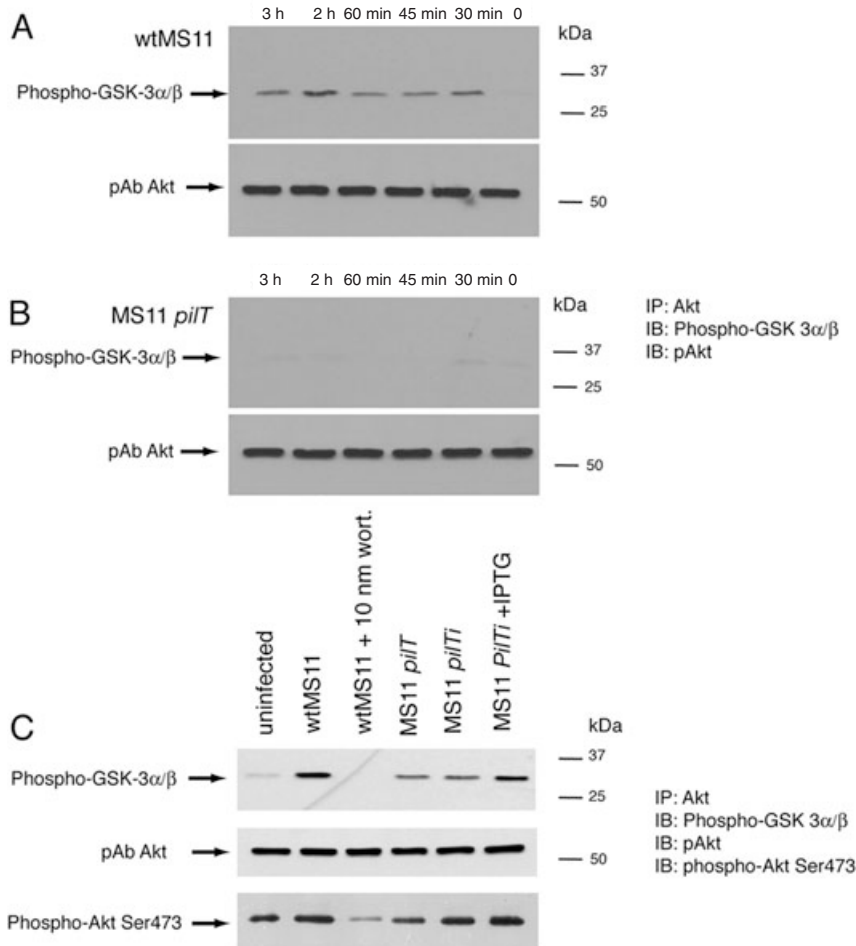 A
wtMS11
3 h 2 h 60 min 45 min 30 min 0
kDa
Phospho-GSK-3α/β
37
25
pAb Akt
50
B
MS11 pilT
3 h 2 h 60 min 45 min 30 min 0
kDa
Phospho-GSK-3α/β
37
25
pAb Akt
50
IP: Akt
IB: Phospho-GSK 3α/β
IB: pAkt
C
uninfected
wtMS11
wtMS11 + 10 nm wort.
MS11 pilT
MS11 pilTi
MS11 PilTi +IPTG
kDa
Phospho-GSK-3α/β
37
25
pAb Akt
50
Phospho-Akt Ser473
IP: Akt
IB: Phospho-GSK 3α/β
IB: pAkt
IB: phospho-Akt Ser473